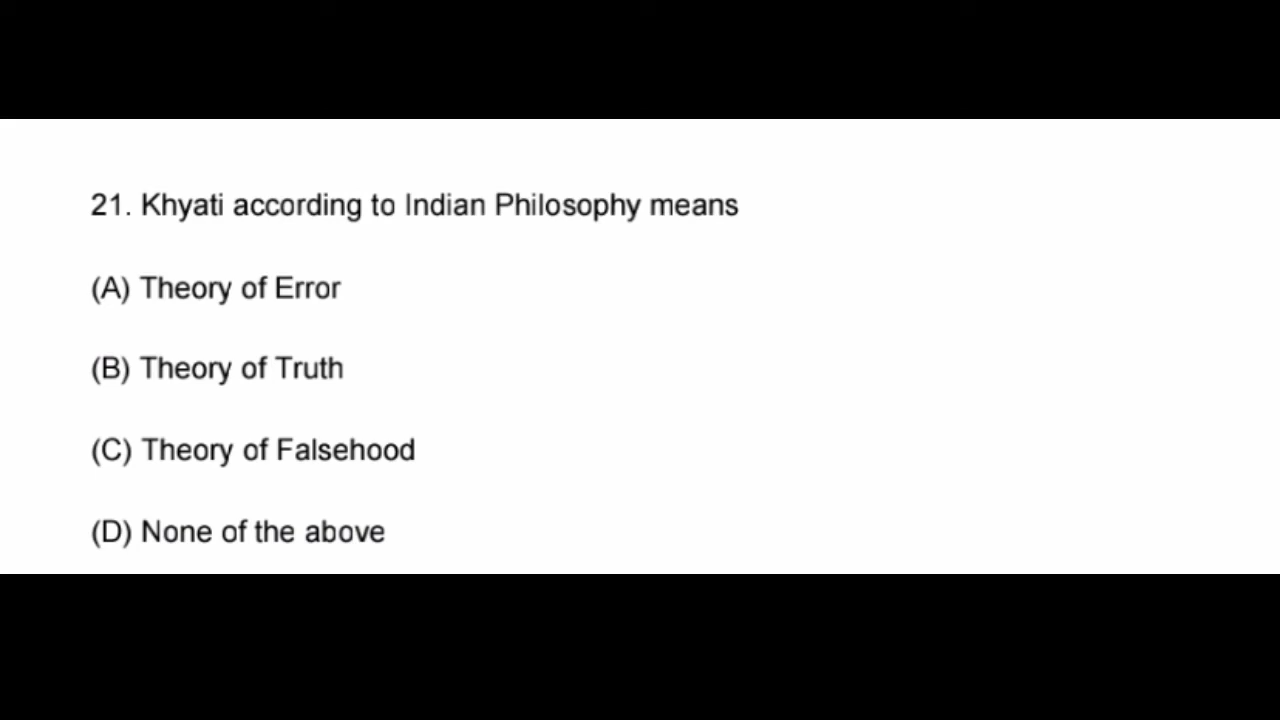 21. Khyati according to Indian Philosophy means
(A) Theory of Error
(B) Theory of Truth
(C) Theory of Falsehood
(D) None of the above